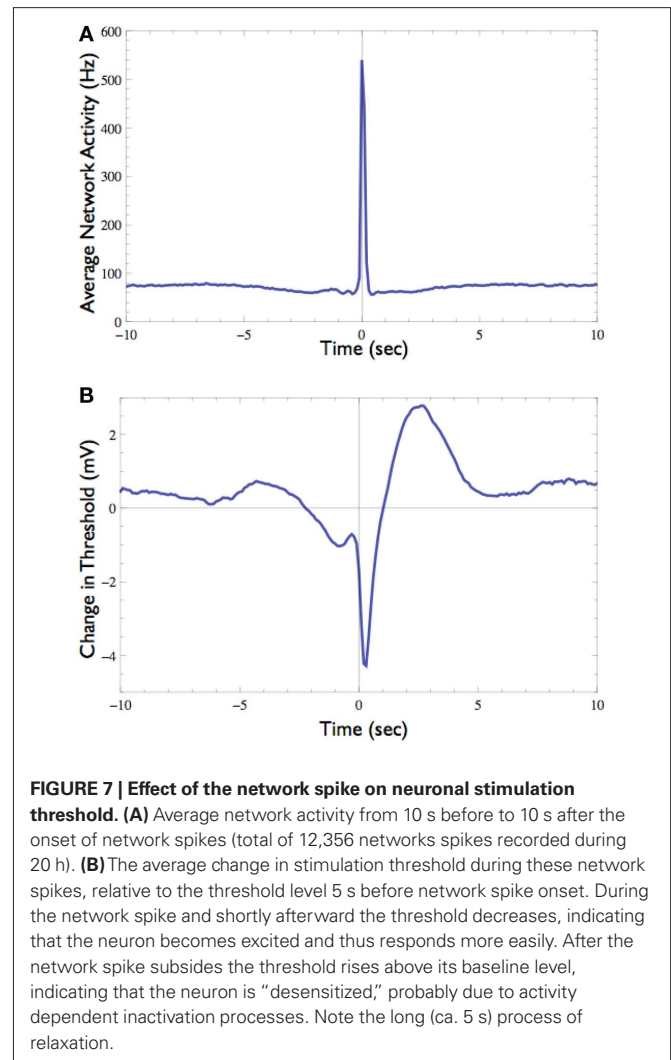 A
600
500
400
300
200
100
0
Average Network Activity (Hz)
-10
-5
0
5
10
Time (sec)
B
2
0
-2
-4
Change in Threshold (mV)
-10
-5
0
5
10
Time (sec)
FIGURE 7 | Effect of the network spike on neuronal stimulation
threshold. (A) Average network activity from 10 s before to 10 s after the
onset of network spikes (total of 12,356 networks spikes recorded during
20 h). (B) The average change in stimulation threshold during these network
spikes, relative to the threshold level 5 s before network spike onset. During
the network spike and shortly afterward the threshold decreases, indicating
that the neuron becomes excited and thus responds more easily. After the
network spike subsides the threshold rises above its baseline level,
indicating that the neuron is “desensitized,” probably due to activity
dependent inactivation processes. Note the long (ca. 5 s) process of
relaxation.